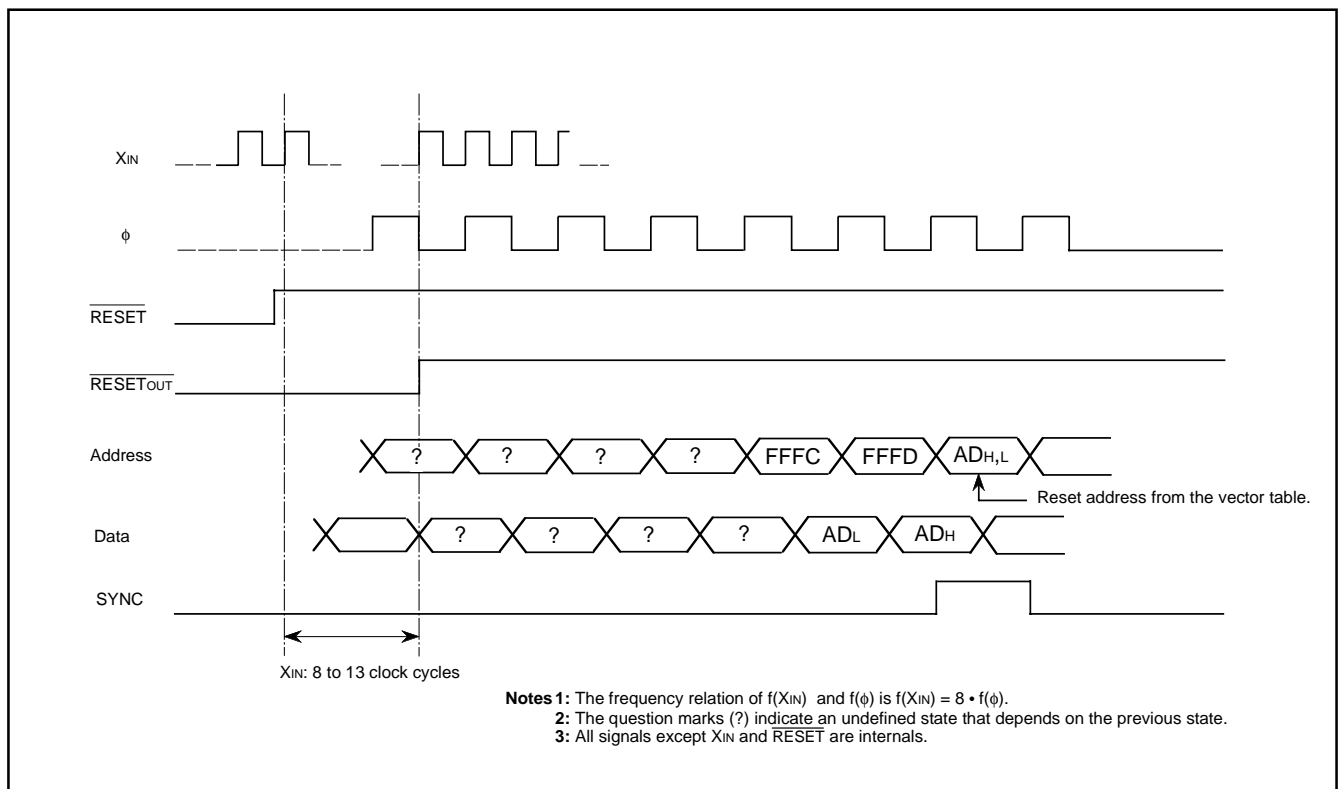 XIN
ϕ
RESET
RESETOUT
Address
? ? ? ? FFFC FFFD ADH,L
Reset address from the vector table.
Data
? ? ? ? ADL ADH
SYNC
XIN: 8 to 13 clock cycles
Notes 1: The frequency relation of f(XIN) and f(ϕ) is f(XIN) = 8 • f(ϕ).
2: The question marks (?) indicate an undefined state that depends on the previous state.
3: All signals except XIN and RESET are internals.